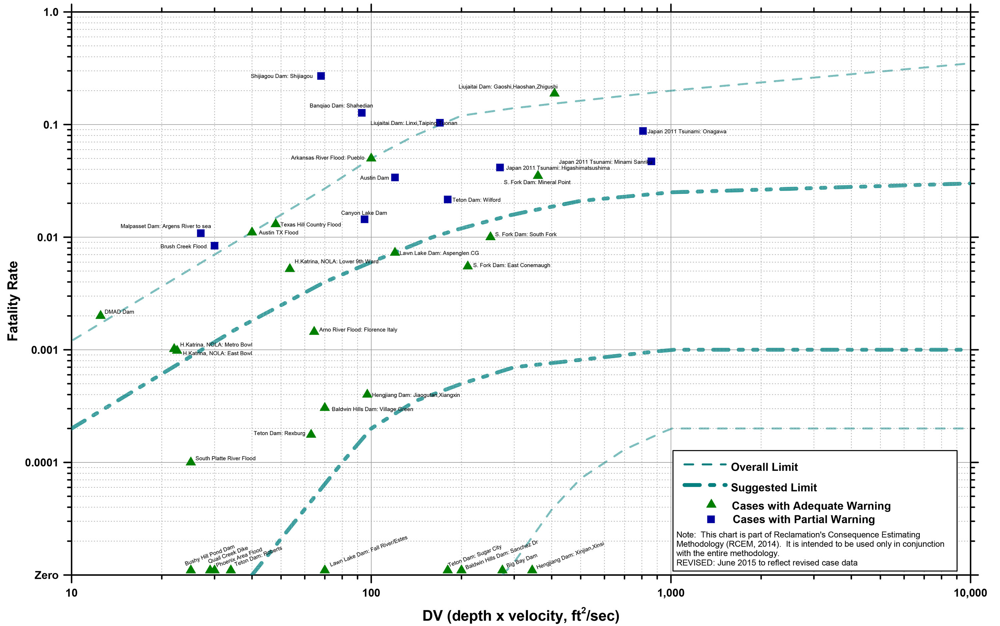 1.0
Shijiagou Dam: Shijiagou
Liujaitai Dam: Gaoshi,Haoshan,Zhigushi
Banqiao Dam: Shahedian
Liujaitai Dam: Linxi,Taiping,Tuonan
0.1
Japan 2011 Tsunami: Onagawa
Arkansas River Flood: Pueblo
Japan 2011 Tsunami: Minami Sanriku
Japan 2011 Tsunami: Higashimatsushima
Austin Dam
S. Fork Dam: Mineral Point
Teton Dam: Wilford
Canyon Lake Dam
Texas Hill Country Flood
Malpasset Dam: Argens River to sea
Austin TX Flood
S. Fork Dam: South Fork
0.01
Brush Creek Flood
Lawn Lake Dam: Aspenglen CG
H.Katrina, NOLA: Lower 9th Ward
S. Fork Dam: East Conemaugh
Fatality Rate
DMAD Dam
Arno River Flood: Florence Italy
H.Katrina, NOLA: Metro Bowl
0.001
H.Katrina, NOLA: East Bowl
Hengjiang Dam: Jiaogutan,Xiangxin
Baldwin Hills Dam: Village Green
Teton Dam: Rexburg
South Platte River Flood
0.0001
Overall Limit
Suggested Limit
Cases with Adequate Warning
Cases with Partial Warning
Note:  This chart is part of Reclamation's Consequence Estimating
Methodology (RCEM, 2014).  It is intended to be used only in conjunction
with the entire methodology.
REVISED: June 2015 to reflect revised case data
Bushy Hill Pond Dam
Quail Creek Dike
Phoenix Area Flood
Teton Dam: Roberts
Lawn Lake Dam: Fall River/Estes
Teton Dam: Sugar City
Baldwin Hills Dam: Sanchez Dr
Big Bay Dam
Hengjiang Dam: Xinjian,Xinsi
Zero
10
100
1,000
10,000
DV (depth x velocity, ft²/sec)